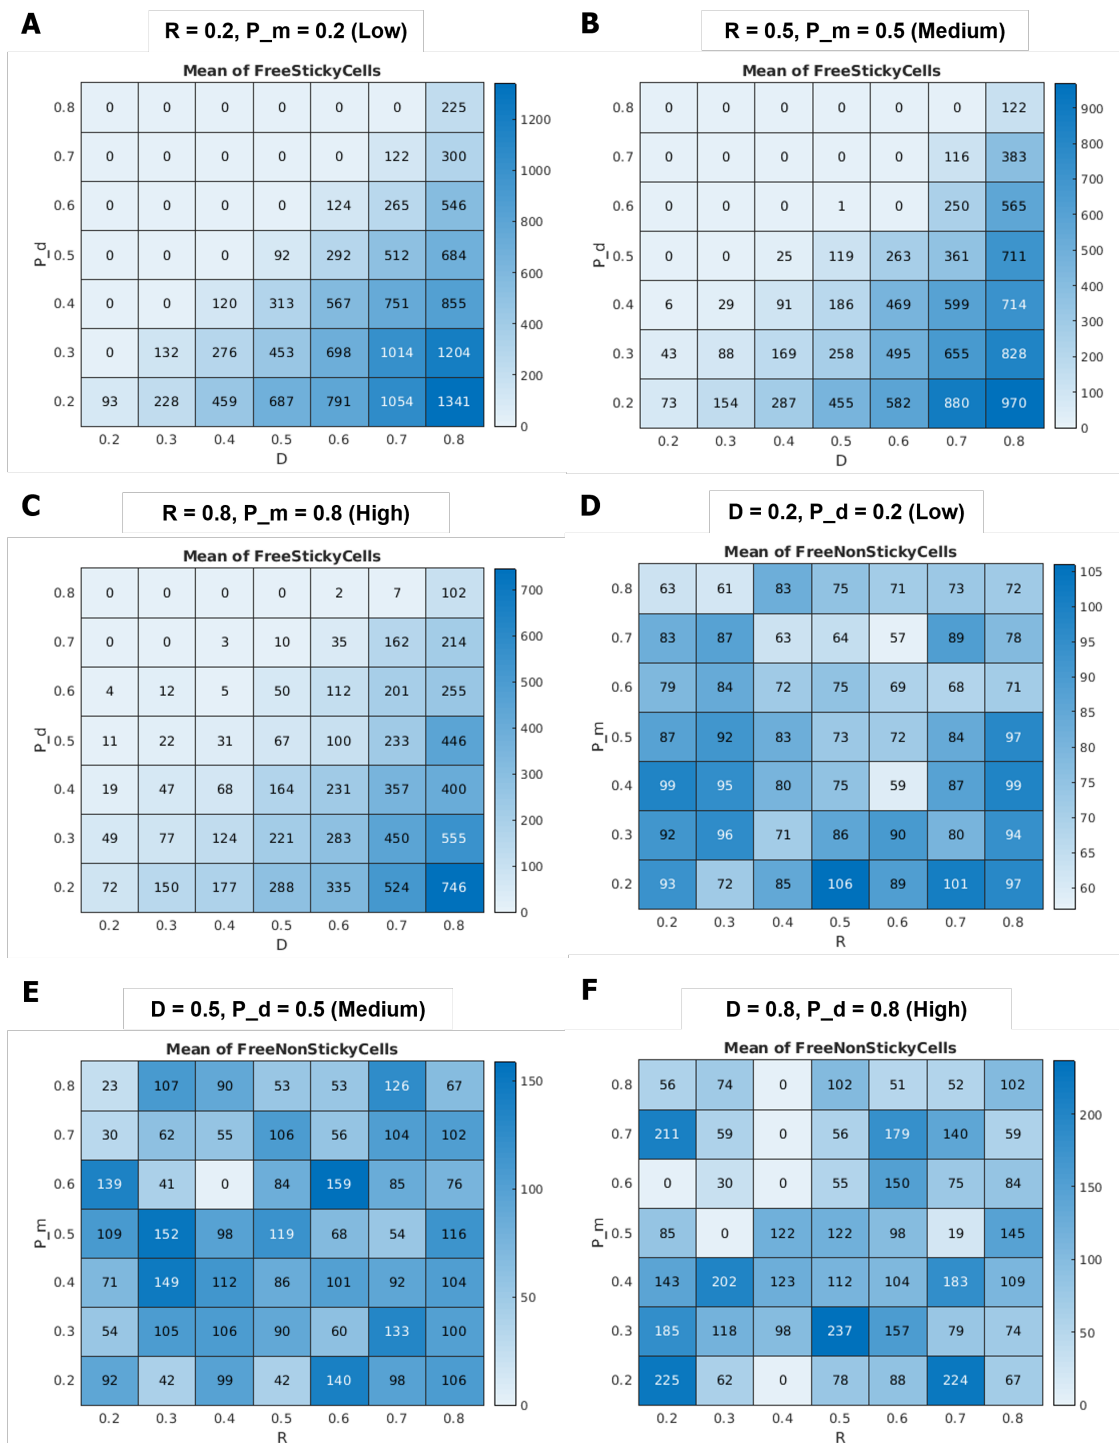 A
R = 0.2, P_m = 0.2 (Low)
Mean of FreeStickyCells
0.8 0 0 0 0 0 0 225
0.7 0 0 0 0 0 122 300
0.6 0 0 0 0 124 265 546
0.5 0 0 0 92 292 512 684
0.4 0 0 120 313 567 751 855
0.3 0 132 276 453 698 1014 1204
0.2 93 228 459 687 791 1054 1341
0.2 0.3 0.4 0.5 0.6 0.7 0.8
D
P_d
1200
1000
800
600
400
200
0
B
R = 0.5, P_m = 0.5 (Medium)
Mean of FreeStickyCells
0.8 0 0 0 0 0 0 122
0.7 0 0 0 0 0 116 383
0.6 0 0 0 1 0 250 565
0.5 0 0 25 119 263 361 711
0.4 6 29 91 186 469 599 714
0.3 43 88 169 258 495 655 828
0.2 73 154 287 455 582 880 970
0.2 0.3 0.4 0.5 0.6 0.7 0.8
D
P_d
900
800
700
600
500
400
300
200
100
0
C
R = 0.8, P_m = 0.8 (High)
Mean of FreeStickyCells
0.8 0 0 0 0 2 7 102
0.7 0 0 3 10 35 162 214
0.6 4 12 5 50 112 201 255
0.5 11 22 31 67 100 233 446
0.4 19 47 68 164 231 357 400
0.3 49 77 124 221 283 450 555
0.2 72 150 177 288 335 524 746
0.2 0.3 0.4 0.5 0.6 0.7 0.8
D
P_d
700
600
500
400
300
200
100
0
D
D = 0.2, P_d = 0.2 (Low)
Mean of FreeNonStickyCells
0.8 63 61 83 75 71 73 72
0.7 83 87 63 64 57 89 78
0.6 79 84 72 75 69 68 71
0.5 87 92 83 73 72 84 97
0.4 99 95 80 75 59 87 99
0.3 92 96 71 86 90 80 94
0.2 93 72 85 106 89 101 97
0.2 0.3 0.4 0.5 0.6 0.7 0.8
R
P_m
105
100
95
90
85
80
75
70
65
60
E
D = 0.5, P_d = 0.5 (Medium)
Mean of FreeNonStickyCells
0.8 23 107 90 53 53 126 67
0.7 30 62 55 106 56 104 102
0.6 139 41 0 84 159 85 76
0.5 109 152 98 119 68 54 116
0.4 71 149 112 86 101 92 104
0.3 54 105 106 90 60 133 100
0.2 92 42 99 42 140 98 106
0.2 0.3 0.4 0.5 0.6 0.7 0.8
R
P_m
150
100
50
0
F
D = 0.8, P_d = 0.8 (High)
Mean of FreeNonStickyCells
0.8 56 74 0 102 51 52 102
0.7 211 59 0 56 179 140 59
0.6 0 30 0 55 150 75 84
0.5 85 0 122 122 98 19 145
0.4 143 202 123 112 104 183 109
0.3 185 118 98 237 157 79 74
0.2 225 62 0 78 88 224 67
0.2 0.3 0.4 0.5 0.6 0.7 0.8
R
P_m
200
150
100
50
0